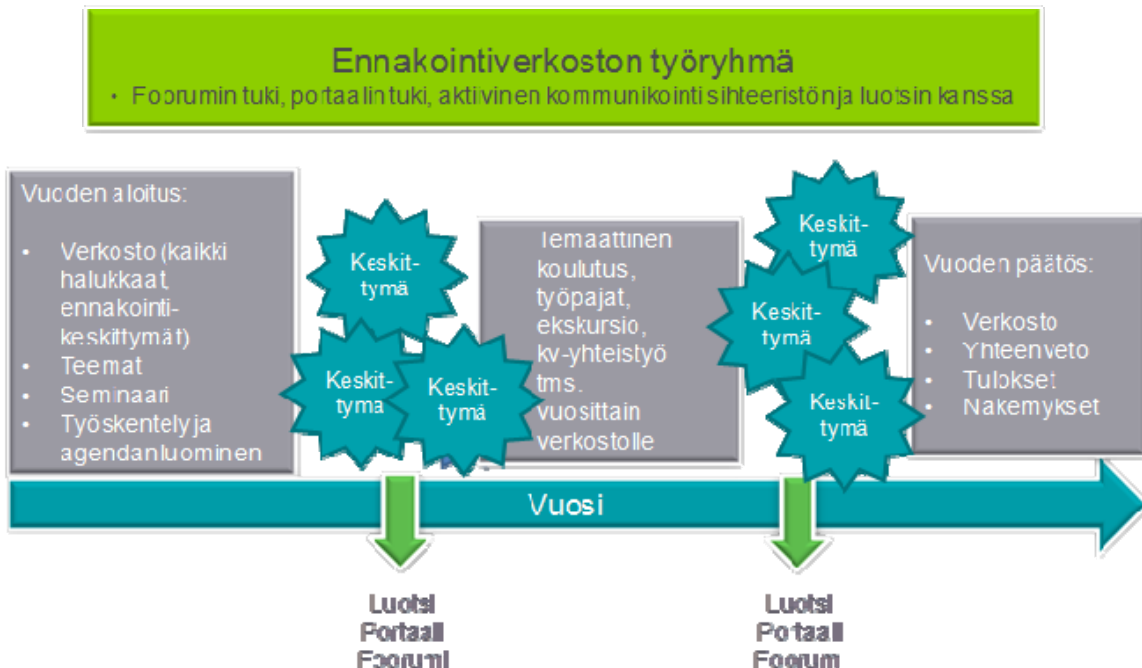 Ennakointiverkoston työryhmä
• Foorumin tuki, portaalin tuki, aktiivinen kommunikointi sihteeristön ja luotsin kanssa
Vuoden aloitus:
• Verkosto (kaikki
halukkaat,
ennakointi-
keskittymät)
• Teemat
• Seminaari
• Työskentely ja
agendan luominen
Keskit-
tymä
Keskit-
tymä
Keskit-
tymä
Temaattinen
koulutus,
työpajat,
ekskursio,
kv-yhteistyö
tms.
vuosittain
verkostolle
Keskit-
tymä
Keskit-
tymä
Keskit-
tymä
Vuoden päätös:
• Verkosto
• Yhteenveto
• Tulokset
• Näkemykset
Vuosi
Luotsi
Portaali
Foorumi
Luotsi
Portaali
Foorum